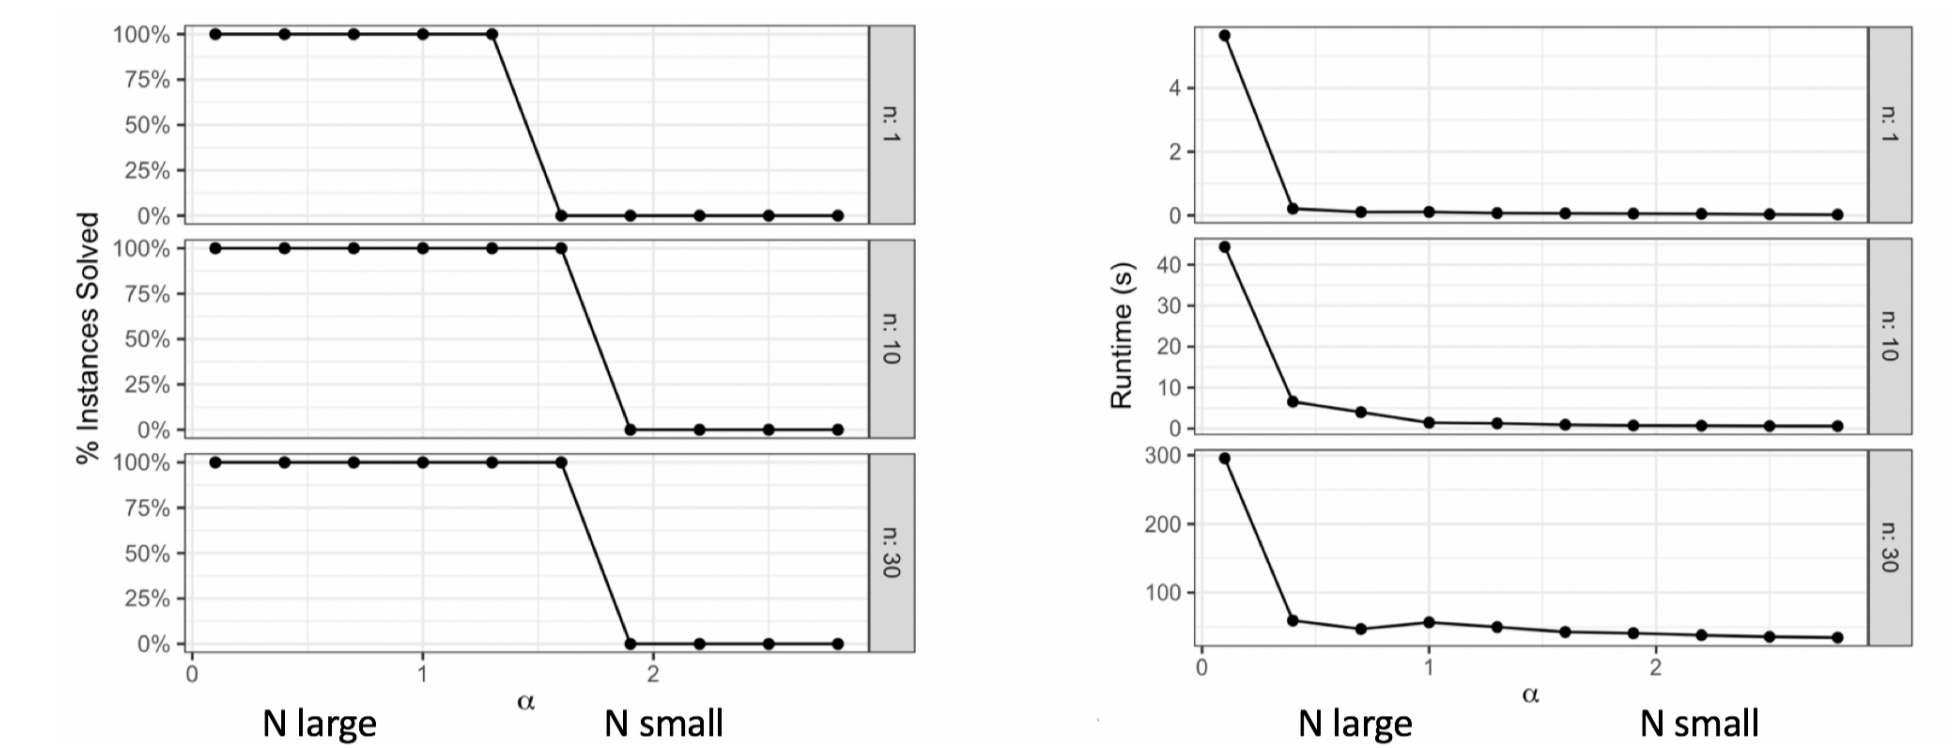 % Instances Solved
100%
75%
50%
25%
0%
n: 1
100%
75%
50%
25%
0%
n: 10
100%
75%
50%
25%
0%
n: 30
0 1 2
α
N large N small
Runtime (s)
4
2
0
n: 1
40
30
20
10
0
n: 10
300
200
100
n: 30
0 1 2
α
N large N small